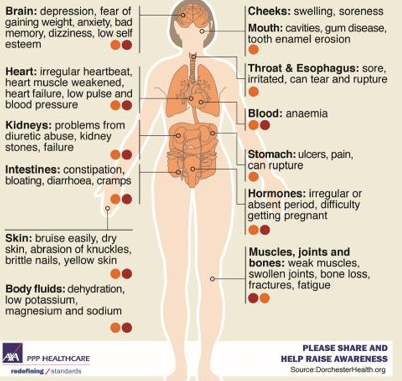 Brain: depression, fear of
gaining weight, anxiety, bad
memory, dizziness, low self
esteem
Heart: irregular heartbeat,
heart muscle weakened,
heart failure, low pulse and
blood pressure
Kidneys: problems from
diuretic abuse, kidney
stones, failure
Intestines: constipation,
bloating, diarrhoea, cramps
Skin: bruise easily, dry
skin, abrasion of knuckles,
brittle nails, yellow skin
Body fluids: dehydration,
low potassium,
magnesium and sodium
Cheeks: swelling, soreness
Mouth: cavities, gum disease,
tooth enamel erosion
Throat & Esophagus: sore,
irritated, can tear and rupture
Blood: anaemia
Stomach: ulcers, pain,
can rupture
Hormones: irregular or
absent period, difficulty
getting pregnant
Muscles, joints and
bones: weak muscles,
swollen joints, bone loss,
fractures, fatigue
AXA PPP HEALTHCARE
redefining / standards
PLEASE SHARE AND
HELP RAISE AWARENESS
Source:DorchesterHealth.org